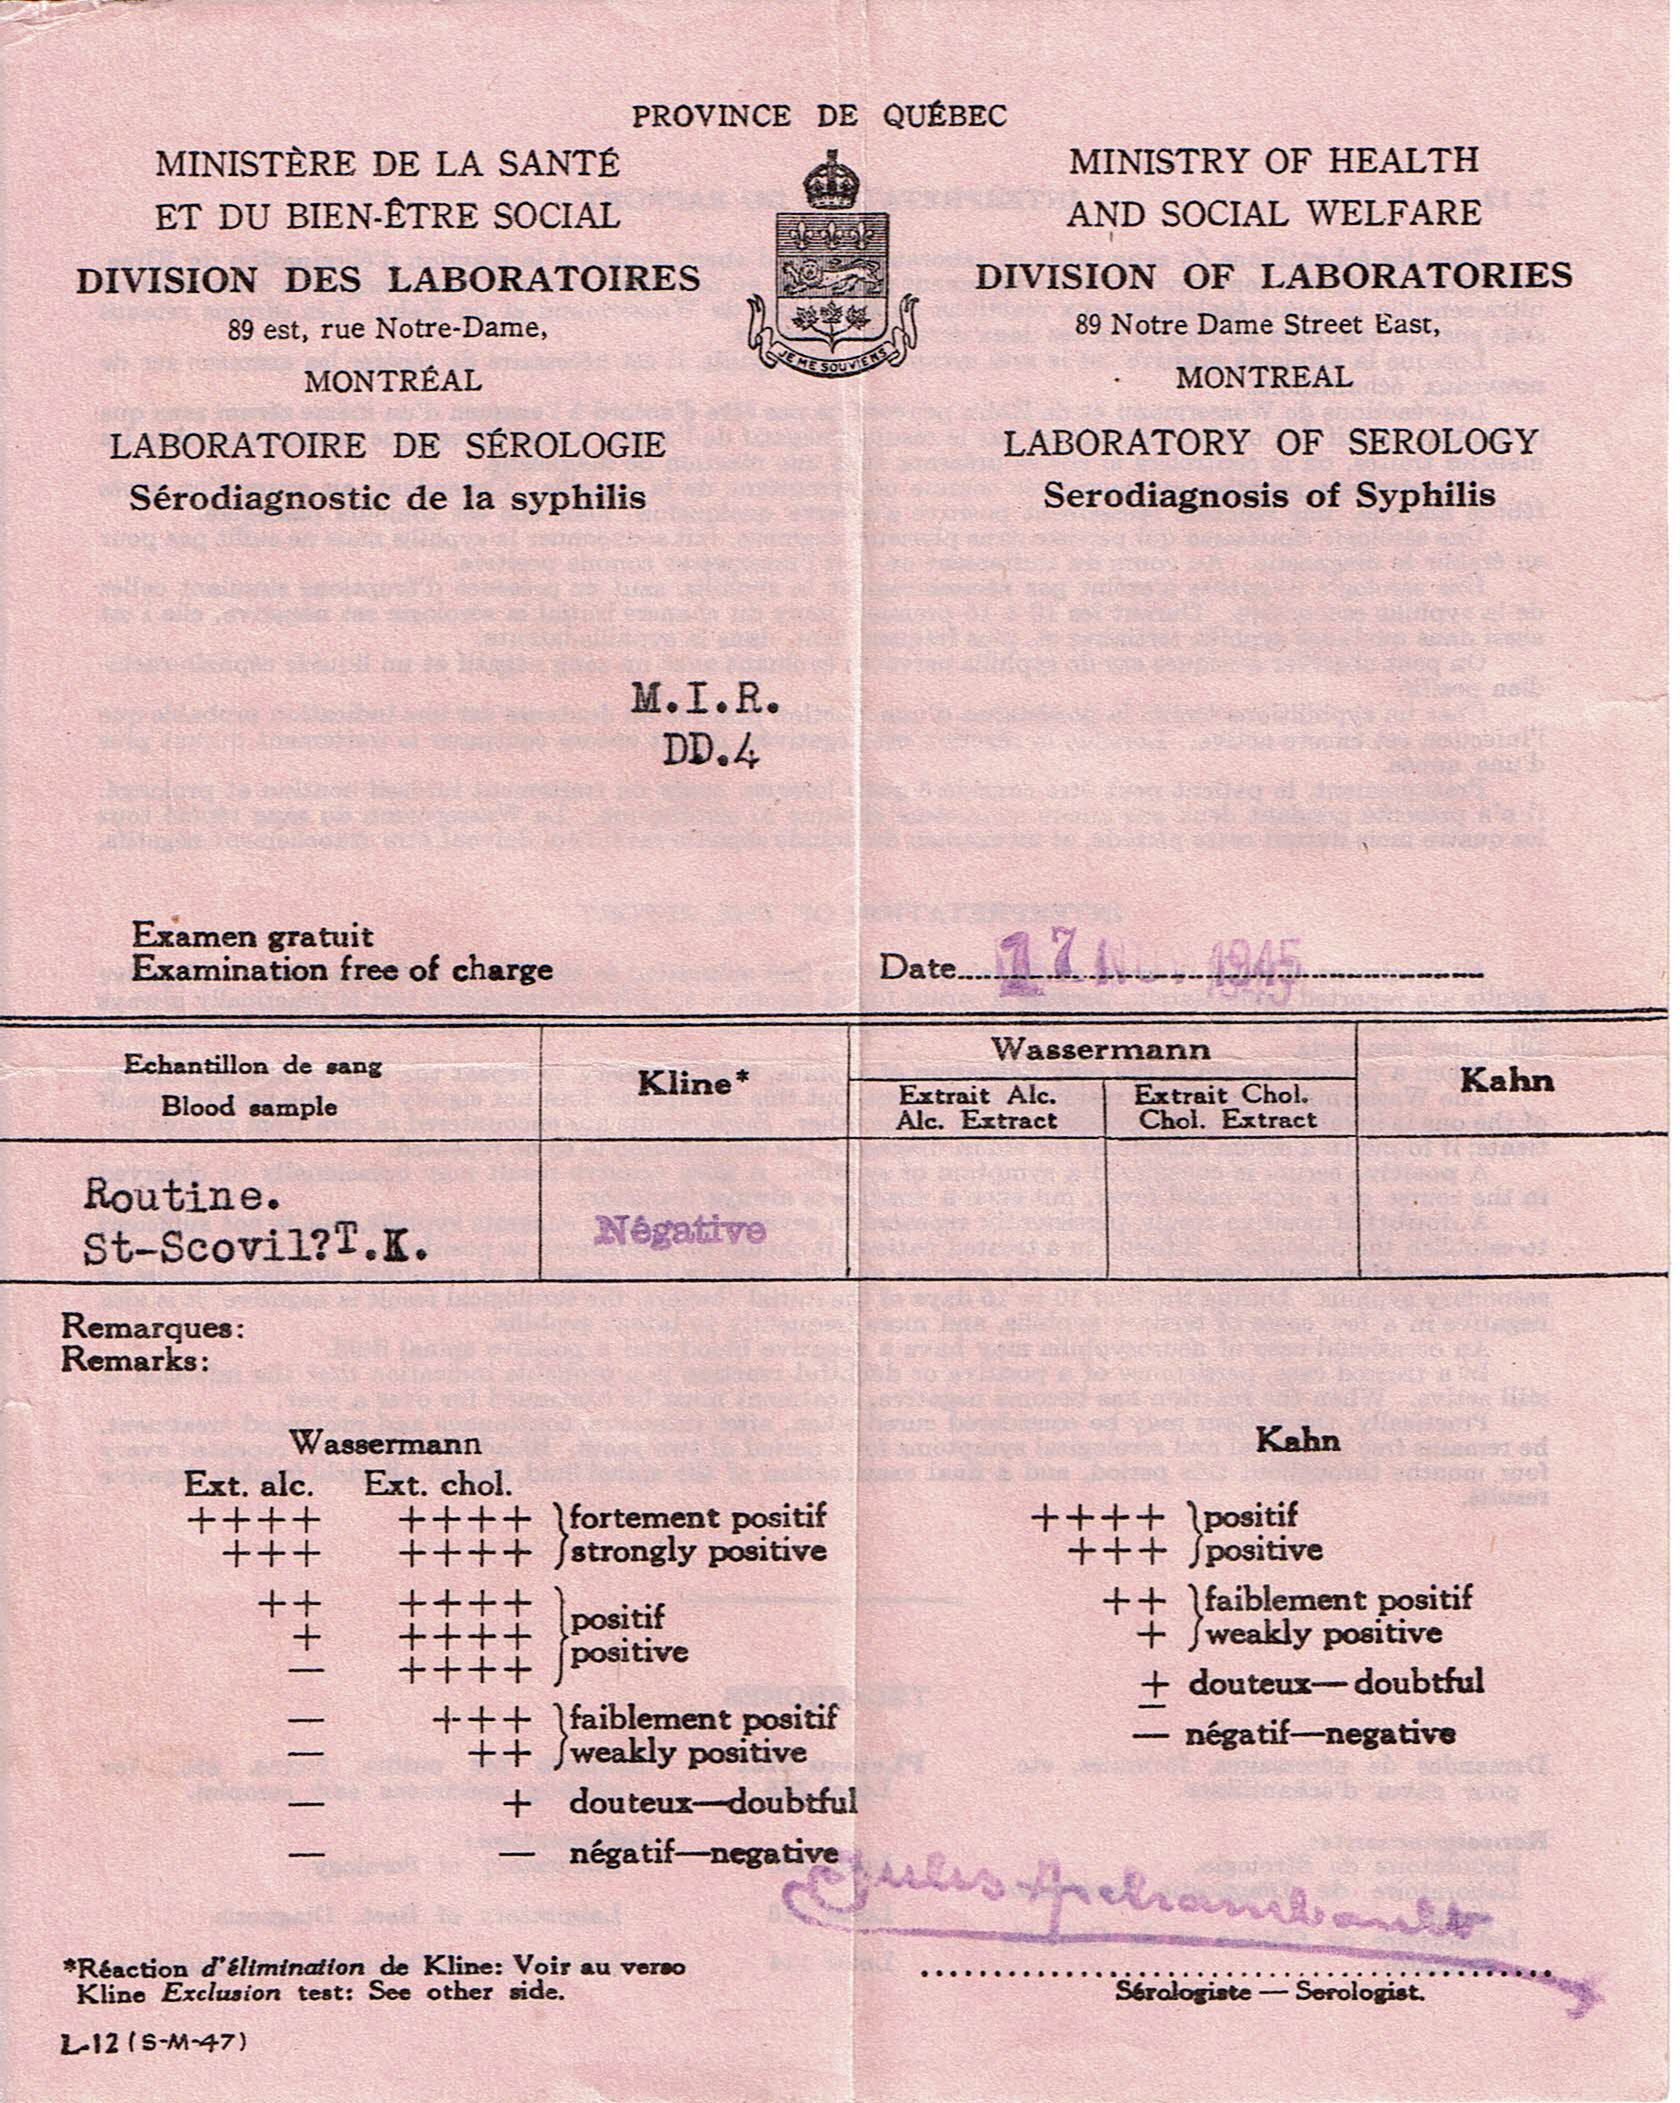 PROVINCE DE QUÉBEC
MINISTÈRE DE LA SANTÉ
ET DU BIEN-ÊTRE SOCIAL
DIVISION DES LABORATOIRES
89 est, rue Notre-Dame,
MONTRÉAL
LABORATOIRE DE SÉROLOGIE
Sérodiagnostic de la syphilis
JE ME SOUVIENS
MINISTRY OF HEALTH
AND SOCIAL WELFARE
DIVISION OF LABORATORIES
89 Notre Dame Street East,
MONTREAL
LABORATORY OF SEROLOGY
Serodiagnosis of Syphilis
M.I.R.
DD.4
Examen gratuit
Examination free of charge
Date 17 1945
Echantillon de sang
Blood sample
Kline*
Wassermann
Extrait Alc.
Alc. Extract
Extrait Chol.
Chol. Extract
Kahn
Routine.
St-Scovil?T.K.
Négative
Remarques:
Remarks:
Wassermann
Ext. alc. Ext. chol.
++++ ++++ fortement positif
+++ ++++ strongly positive
++ ++++
positif
+ ++++
positive
— ++++
— +++ faiblement positif
— ++ weakly positive
— + douteux—doubtful
— — négatif—negative
Kahn
++++ positif
+++ positive
++ faiblement positif
+ weakly positive
± douteux—doubtful
— négatif—negative
Jules Archambault
*Réaction d'élimination de Kline: Voir au verso
Kline Exclusion test: See other side.
Sérologiste — Serologist.
L-12 (S-M-47)